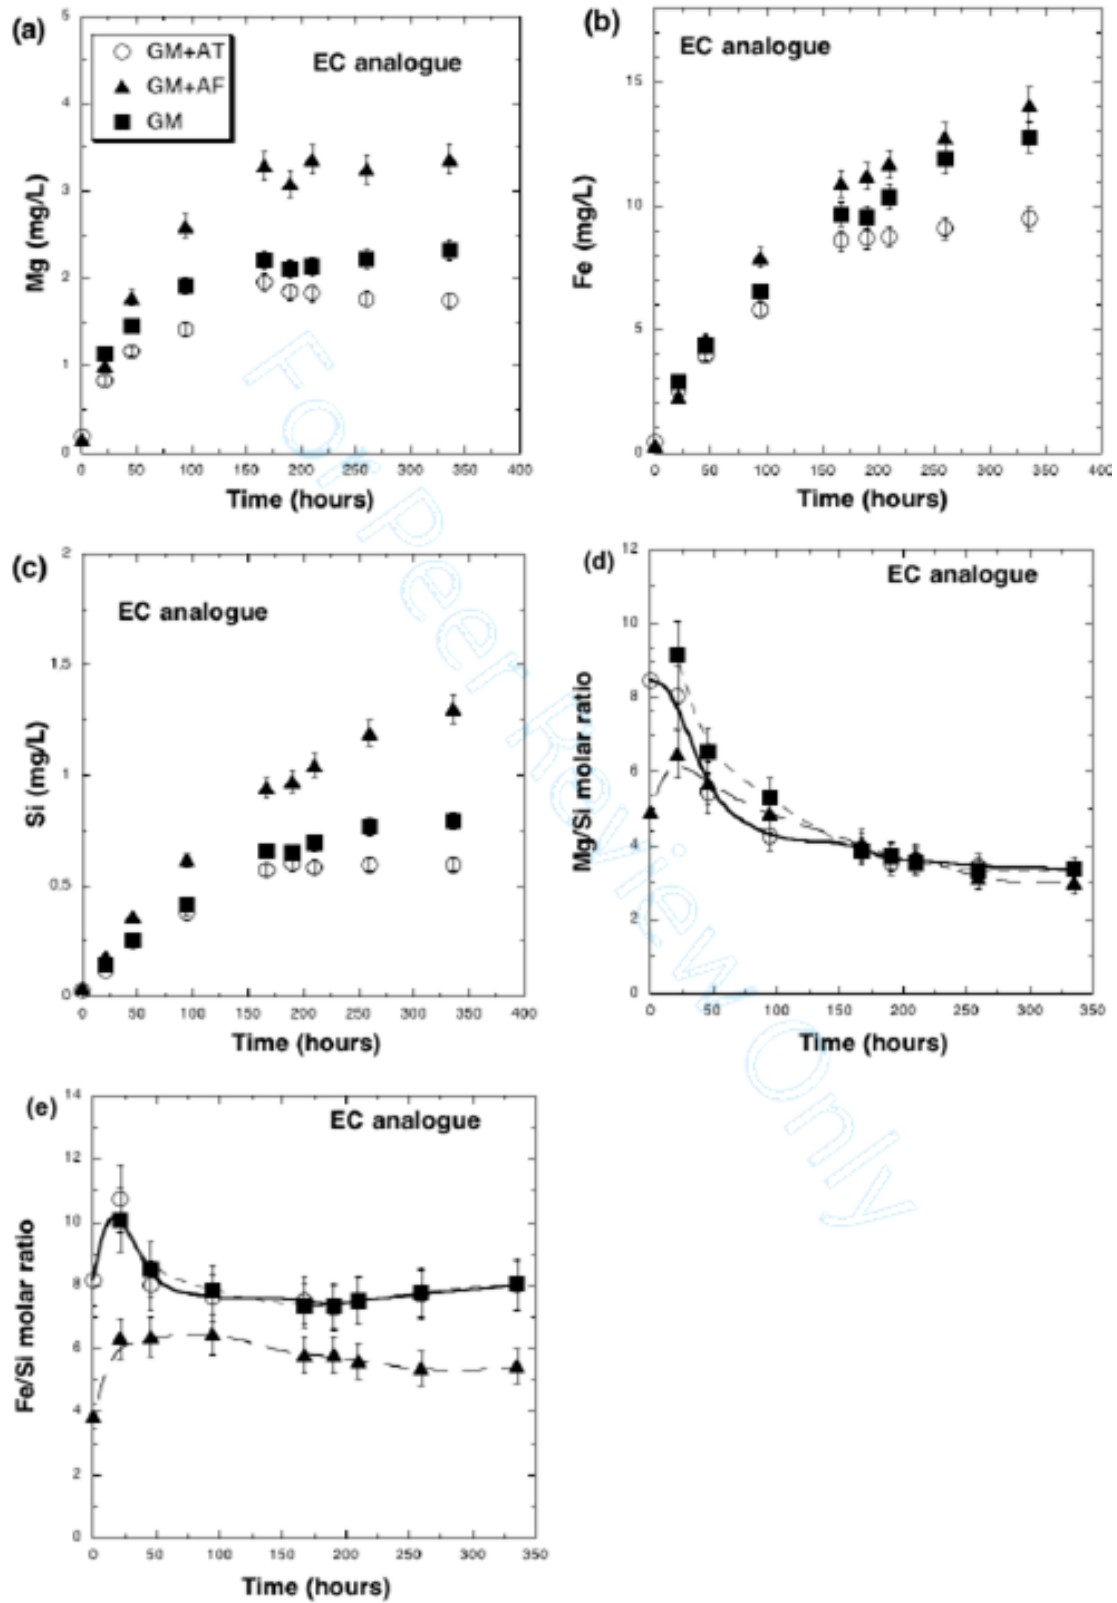 (a)
GM+AT
GM+AF
GM
EC analogue
Mg (mg/L)
5
4
3
2
1
0
0 50 100 150 200 250 300 350 400
Time (hours)
(b)
EC analogue
Fe (mg/L)
15
10
5
0
0 50 100 150 200 250 300 350 400
Time (hours)
(c)
EC analogue
Si (mg/L)
2
1,5
1
0,5
0
0 50 100 150 200 250 300 350 400
Time (hours)
(d)
EC analogue
Mg/Si molar ratio
12
10
8
6
4
2
0
0 50 100 150 200 250 300 350
Time (hours)
(e)
EC analogue
Fe/Si molar ratio
14
12
10
8
6
4
2
0
0 50 100 150 200 250 300 350
Time (hours)
For Peer Review Only